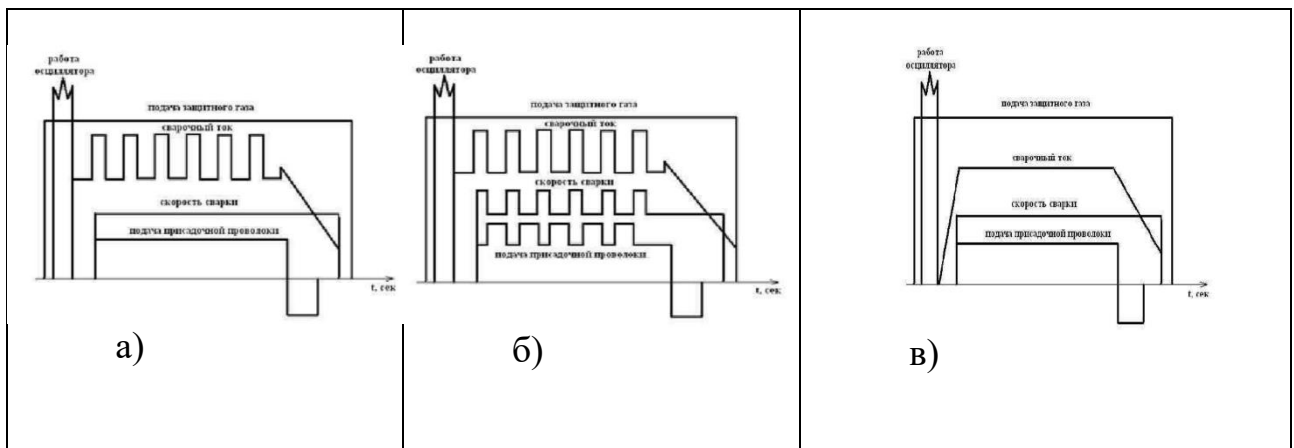 работа
осциллятора
подача защитного газа
сварочный ток
скорость сварки
подача присадочной проволоки
t, сек
а)
работа
осциллятора
подача защитного газа
сварочный ток
скорость сварки
подача присадочной проволоки
t, сек
б)
работа
осциллятора
подача защитного газа
сварочный ток
скорость сварки
подача присадочной проволоки
t, сек
в)